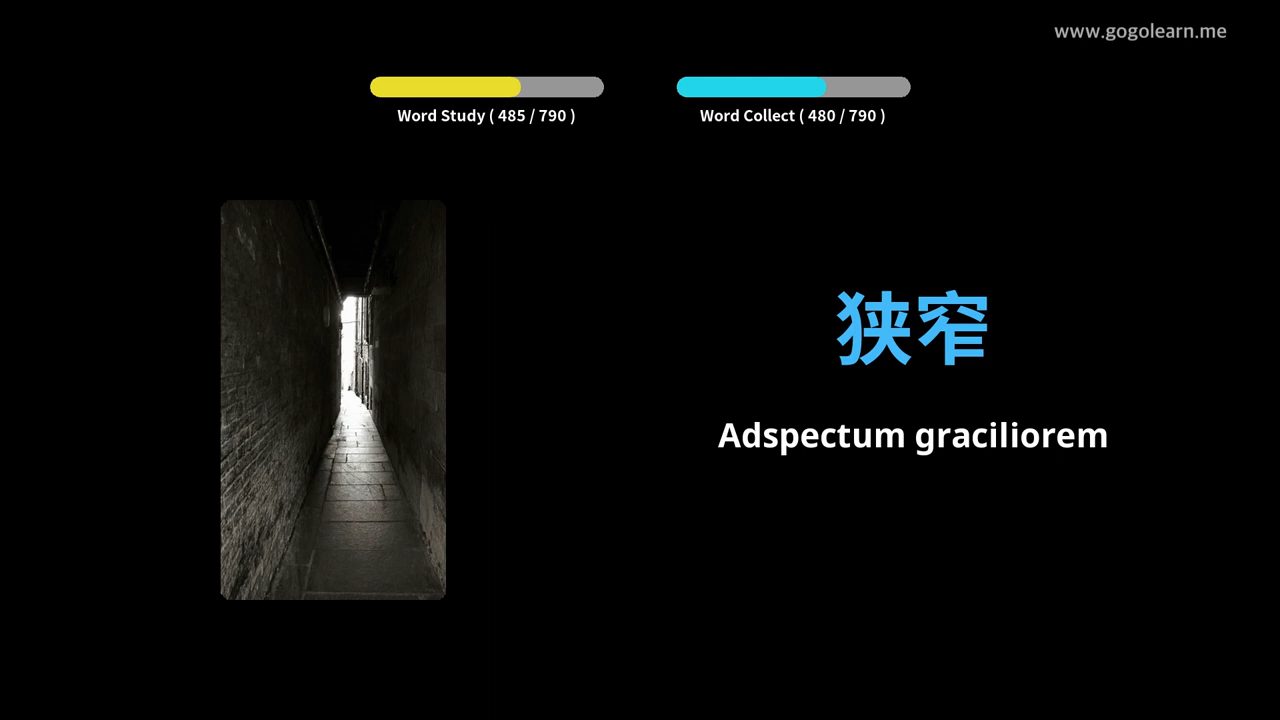 www.gogolearn.me
Word Study ( 485 / 790 )
Word Collect ( 480 / 790 )
狭窄
Adspectum graciliorem